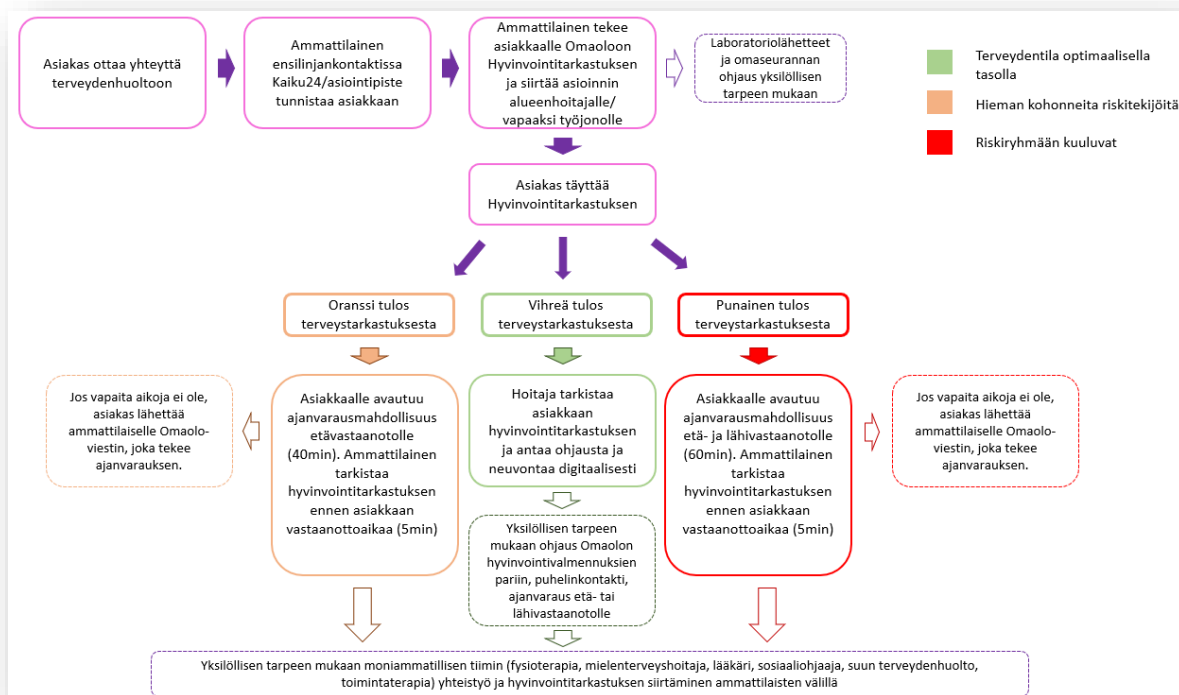 Asiakas ottaa yhteyttä
terveydenhuoltoon
Ammattilainen
ensilinjankontaktissa
Kaiku24/asiointipiste
tunnistaa asiakkaan
Ammattilainen tekee
asiakkaalle Omaoloon
Hyvinvointitarkastuksen
ja siirtää asioinnin
alueenhoitajalle/
vapaaksi työjonolle
Laboratoriolähetteet
ja omaseurannan
ohjaus yksilöllisen
tarpeen mukaan
Terveydentila optimaalisella
tasolla
Hieman kohonneita riskitekijöitä
Riskiryhmään kuuluvat
Asiakas täyttää
Hyvinvointitarkastuksen
Oranssi tulos
terveystarkastuksesta
Vihreä tulos
terveystarkastuksesta
Punainen tulos
terveystarkastuksesta
Jos vapaita aikoja ei ole,
asiakas lähettää
ammattilaiselle Omaolo-
viestin, joka tekee
ajanvarauksen.
Asiakkaalle avautuu
ajanvarausmahdollisuus
etävastaanotolle
(40min). Ammattilainen
tarkistaa
hyvinvointitarkastuksen
ennen asiakkaan
vastaanottoaikaa (5min)
Hoitaja tarkistaa
asiakkaan
hyvinvointitarkastuksen
ja antaa ohjausta ja
neuvontaa digitaalisesti
Asiakkaalle avautuu
ajanvarausmahdollisuus
etä- ja lähivastaanotolle
(60min). Ammattilainen
tarkistaa
hyvinvointitarkastuksen
ennen asiakkaan
vastaanottoaikaa (5min)
Jos vapaita aikoja ei ole,
asiakas lähettää
ammattilaiselle Omaolo-
viestin, joka tekee
ajanvarauksen.
Yksilöllisen tarpeen
mukaan ohjaus Omaolon
hyvinvointivalmennuksien
pariin, puhelinkontakti,
ajanvaraus etä- tai
lähivastaanotolle
Yksilöllisen tarpeen mukaan moniammatillisen tiimin (fysioterapia, mielenterveyshoitaja, lääkäri, sosiaaliohjaaja, suun terveydenhuolto,
toimintaterapia) yhteistyö ja hyvinvointitarkastuksen siirtäminen ammattilaisten välillä